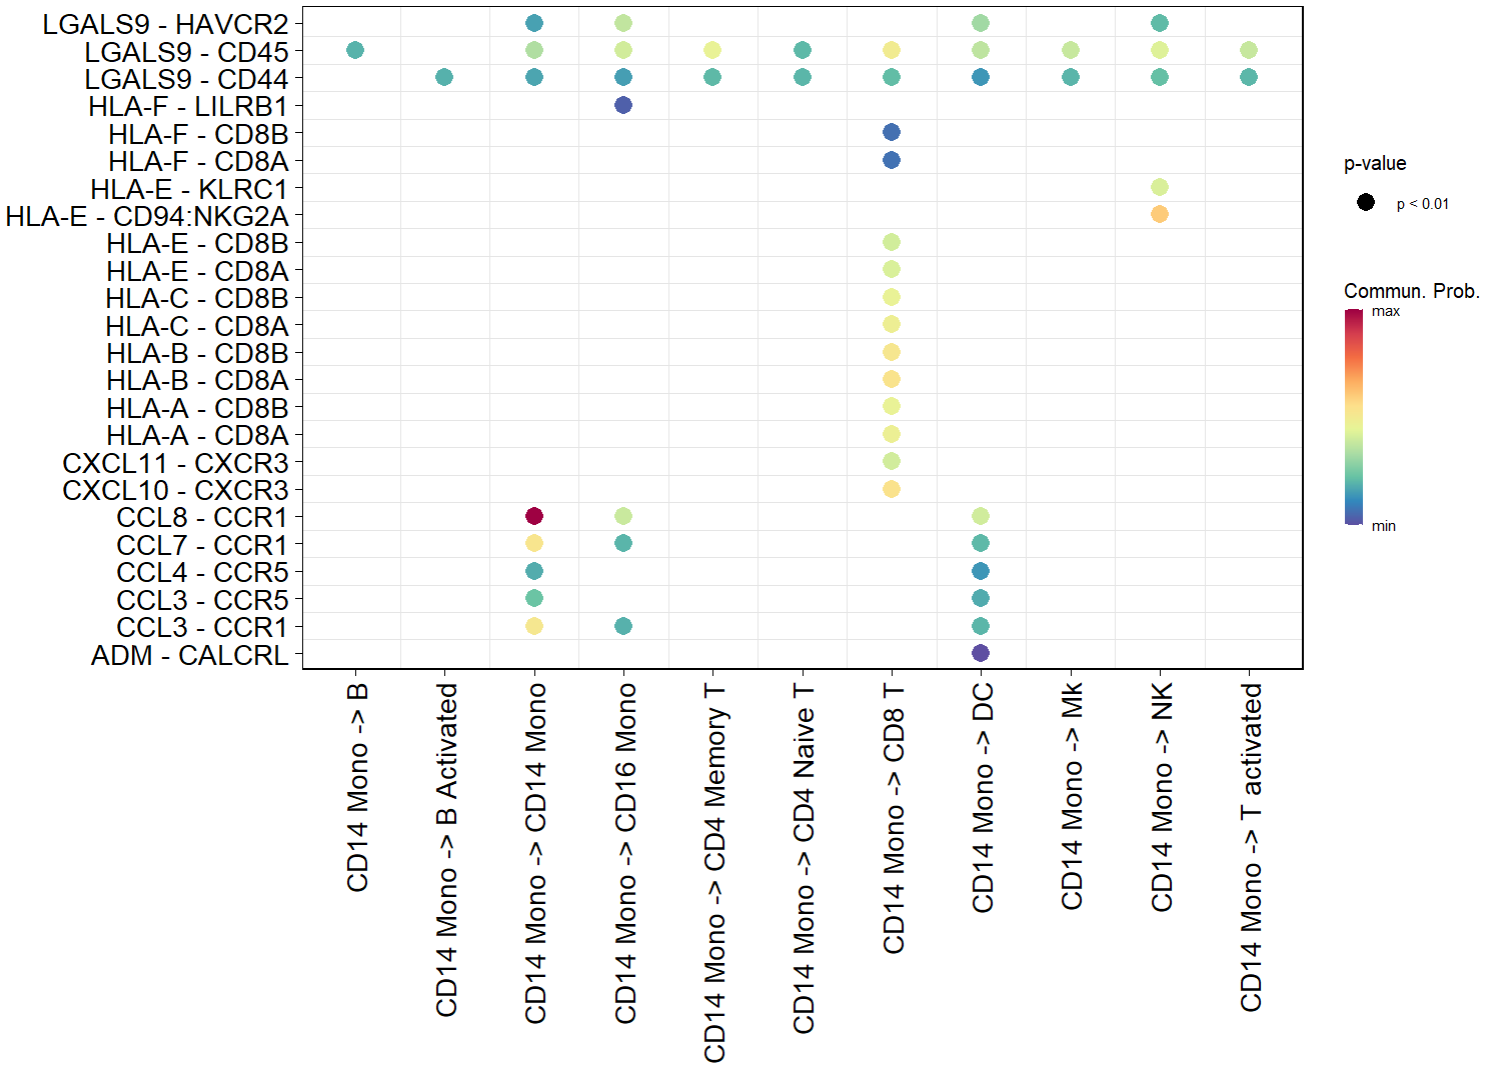 LGALS9 - HAVCR2
LGALS9 - CD45
LGALS9 - CD44
HLA-F - LILRB1
HLA-F - CD8B
HLA-F - CD8A
HLA-E - KLRC1
HLA-E - CD94:NKG2A
HLA-E - CD8B
HLA-E - CD8A
HLA-C - CD8B
HLA-C - CD8A
HLA-B - CD8B
HLA-B - CD8A
HLA-A - CD8B
HLA-A - CD8A
CXCL11 - CXCR3
CXCL10 - CXCR3
CCL8 - CCR1
CCL7 - CCR1
CCL4 - CCR5
CCL3 - CCR5
CCL3 - CCR1
ADM - CALCRL
CD14 Mono -> B
CD14 Mono -> B Activated
CD14 Mono -> CD14 Mono
CD14 Mono -> CD16 Mono
CD14 Mono -> CD4 Memory T
CD14 Mono -> CD4 Naive T
CD14 Mono -> CD8 T
CD14 Mono -> DC
CD14 Mono -> Mk
CD14 Mono -> NK
CD14 Mono -> T activated
p-value
p < 0.01
Commun. Prob.
max
min